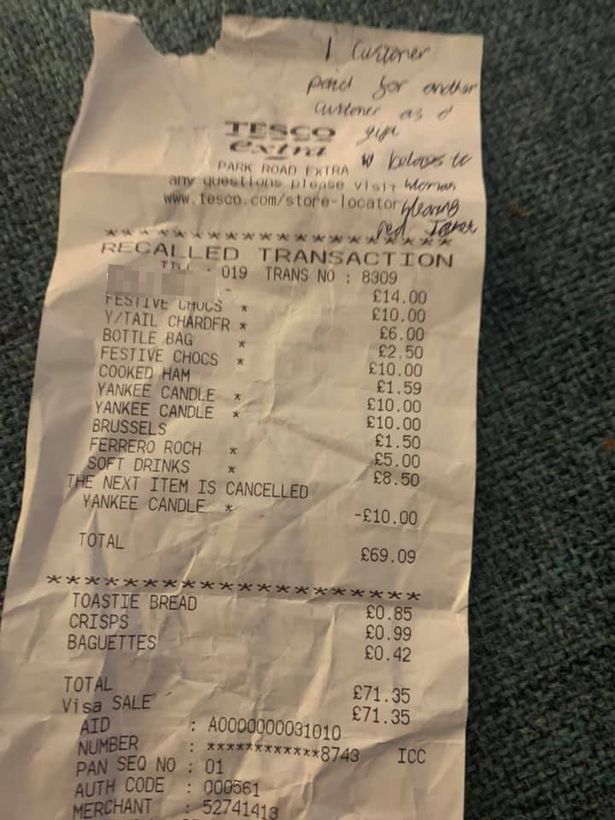 1 Customer
paid for another
customer as a
gift
TESCO
extra
PARK ROAD EXTRA
belongs to
any questions please visit
woman
www.tesco.com/store-locator
wearing
red
********************
RECALLED TRANSACTION
- 019 TRANS NO : 8309
£14.00
FESTIVE CHOCS * £10.00
Y/TAIL CHARDFR * £6.00
BOTTLE BAG * £2.50
FESTIVE CHOCS * £10.00
COOKED HAM £1.59
YANKEE CANDLE * £10.00
YANKEE CANDLE * £10.00
BRUSSELS £1.50
FERRERO ROCH * £5.00
SOFT DRINKS * £8.50
THE NEXT ITEM IS CANCELLED
YANKEE CANDLE * -£10.00
TOTAL £69.09
********************
TOASTIE BREAD £0.85
CRISPS £0.99
BAGUETTES £0.42
TOTAL £71.35
Visa SALE £71.35
AID : A0000000031010
NUMBER : ************8743 ICC
PAN SEQ NO : 01
AUTH CODE : 000561
MERCHANT : 52741413